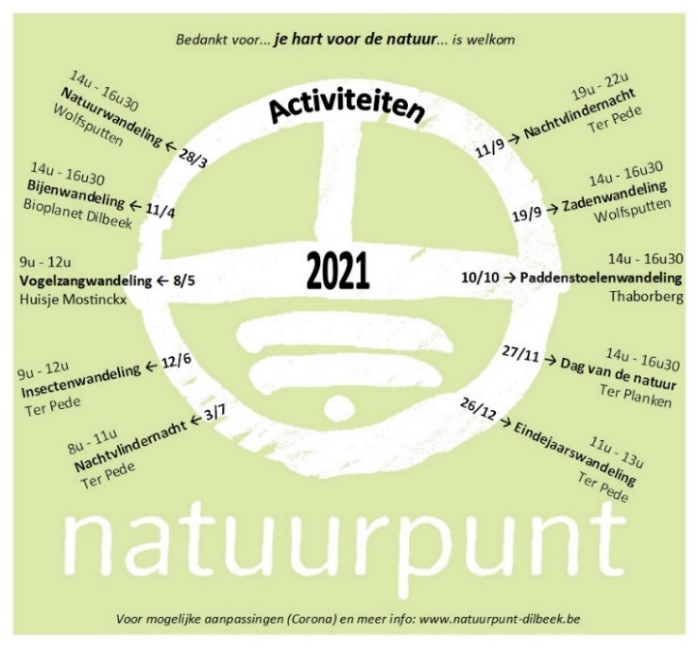 Bedankt voor... je hart voor de natuur... is welkom
Activiteiten
2021
14u - 16u30
Natuurwandeling ← 28/3
Wolfsputten
14u - 16u30
Bijenwandeling ← 11/4
Bioplanet Dilbeek
9u - 12u
Vogelzangwandeling ← 8/5
Huisje Mostinckx
9u - 12u
Insectenwandeling ← 12/6
Ter Pede
8u - 11u
Nachtvlindernacht ← 3/7
Ter Pede
19u - 22u
11/9 → Nachtvlindernacht
Ter Pede
14u - 16u30
19/9 → Zadenwandeling
Wolfsputten
14u - 16u30
10/10 → Paddenstoelenwandeling
Thaborberg
14u - 16u30
27/11 → Dag van de natuur
Ter Planken
11u - 13u
26/12 → Eindejaarswandeling
Ter Pede
natuurpunt
Voor mogelijke aanpassingen (Corona) en meer info: www.natuurpunt-dilbeek.be